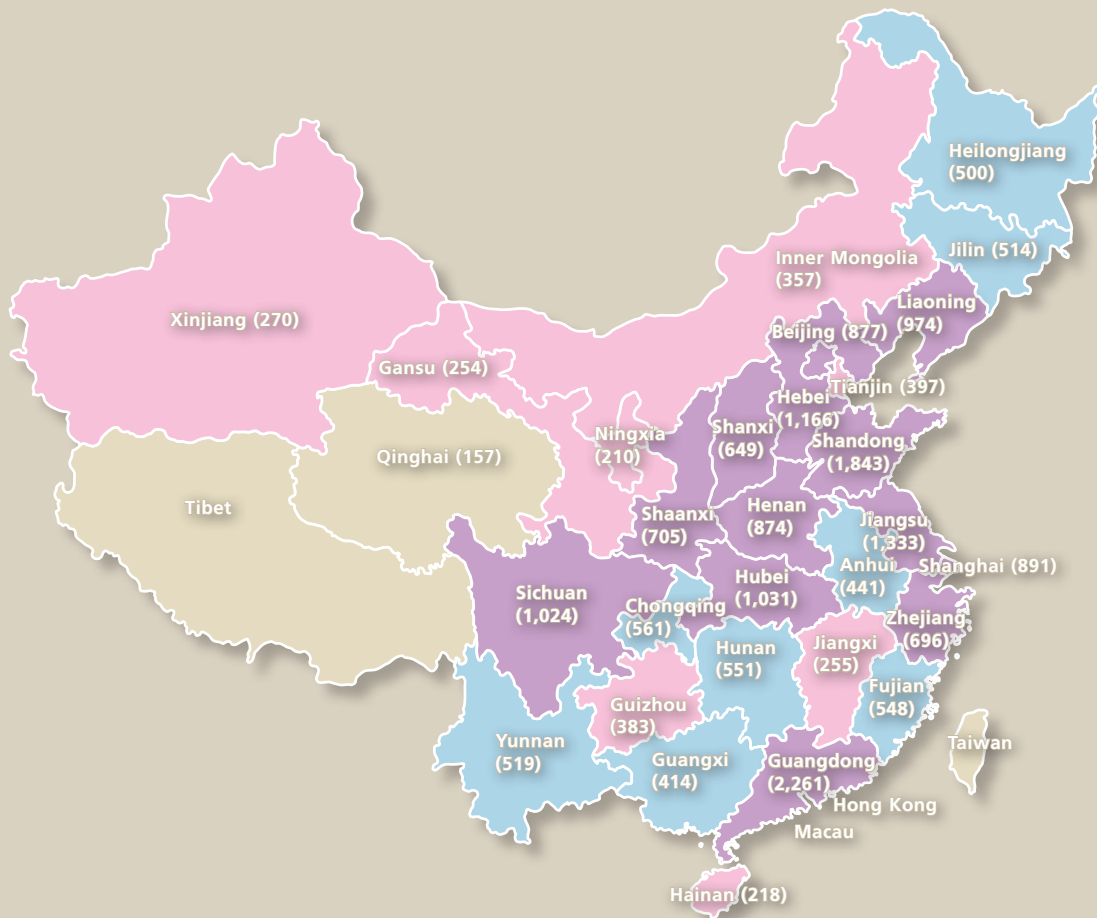 Heilongjiang
(500)
Jilin (514)
Inner Mongolia
(357)
Liaoning
(974)
Xinjiang (270)
Beijing (877)
Gansu (254)
Tianjin (397)
Hebei
(1,166)
Shanxi
(649)
Ningxia
(210)
Shandong
(1,843)
Qinghai (157)
Tibet
Henan
(874)
Shaanxi
(705)
Jiangsu
(1,333)
Anhui
(441)
Shanghai (891)
Hubei
(1,031)
Sichuan
(1,024)
Chongqing
(561)
Zhejiang
(696)
Hunan
(551)
Jiangxi
(255)
Fujian
(548)
Guizhou
(383)
Yunnan
(519)
Guangxi
(414)
Guangdong
(2,261)
Taiwan
Hong Kong
Macau
Hainan (218)